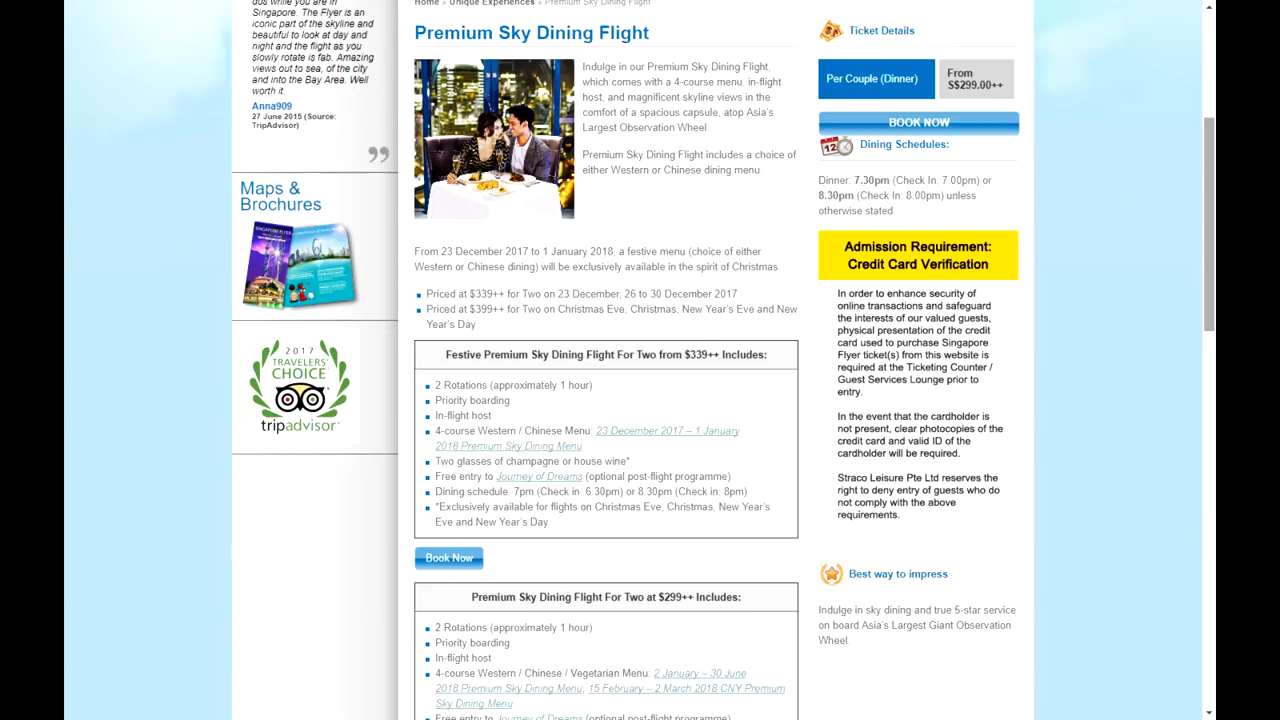 dos while you are in
Singapore. The Flyer is an
iconic part of the skyline and
beautiful to look at day and
night and the flight as you
slowly rotate is fab. Amazing
views out to sea, of the city
and into the Bay Area. Well
worth it.
Anna909
27 June 2015 (Source:
TripAdvisor)
Maps &
Brochures
2017
TRAVELERS'
CHOICE
tripadvisor
Home » Unique Experiences » Premium Sky Dining Flight
Premium Sky Dining Flight
Indulge in our Premium Sky Dining Flight,
which comes with a 4-course menu, in-flight
host, and magnificent skyline views in the
comfort of a spacious capsule, atop Asia's
Largest Observation Wheel
Premium Sky Dining Flight includes a choice of
either Western or Chinese dining menu.
From 23 December 2017 to 1 January 2018, a festive menu (choice of either
Western or Chinese dining) will be exclusively available in the spirit of Christmas.
Priced at $339++ for Two on 23 December, 26 to 30 December 2017
Priced at $399++ for Two on Christmas Eve, Christmas, New Year's Eve and New
Year's Day
Festive Premium Sky Dining Flight For Two from $339++ Includes:
2 Rotations (approximately 1 hour)
Priority boarding
In-flight host
4-course Western / Chinese Menu: 23 December 2017 – 1 January
2018 Premium Sky Dining Menu
Two glasses of champagne or house wine*
Free entry to Journey of Dreams (optional post-flight programme)
Dining schedule: 7pm (Check in: 6.30pm) or 8.30pm (Check in: 8pm)
*Exclusively available for flights on Christmas Eve, Christmas, New Year's
Eve and New Year's Day
Book Now
Premium Sky Dining Flight For Two at $299++ Includes:
2 Rotations (approximately 1 hour)
Priority boarding
In-flight host
4-course Western / Chinese / Vegetarian Menu: 2 January – 30 June
2018 Premium Sky Dining Menu, 15 February – 2 March 2018 CNY Premium
Sky Dining Menu
Free entry to Journey of Dreams (optional post-flight programme)
Ticket Details
Per Couple (Dinner)
From
S$299.00++
BOOK NOW
12
Dining Schedules:
Dinner: 7.30pm (Check In: 7.00pm) or
8.30pm (Check In: 8.00pm) unless
otherwise stated
Admission Requirement:
Credit Card Verification
In order to enhance security of
online transactions and safeguard
the interests of our valued guests,
physical presentation of the credit
card used to purchase Singapore
Flyer ticket(s) from this website is
required at the Ticketing Counter /
Guest Services Lounge prior to
entry.
In the event that the cardholder is
not present, clear photocopies of the
credit card and valid ID of the
cardholder will be required.
Straco Leisure Pte Ltd reserves the
right to deny entry of guests who do
not comply with the above
requirements.
Best way to impress
Indulge in sky dining and true 5-star service
on board Asia's Largest Giant Observation
Wheel.